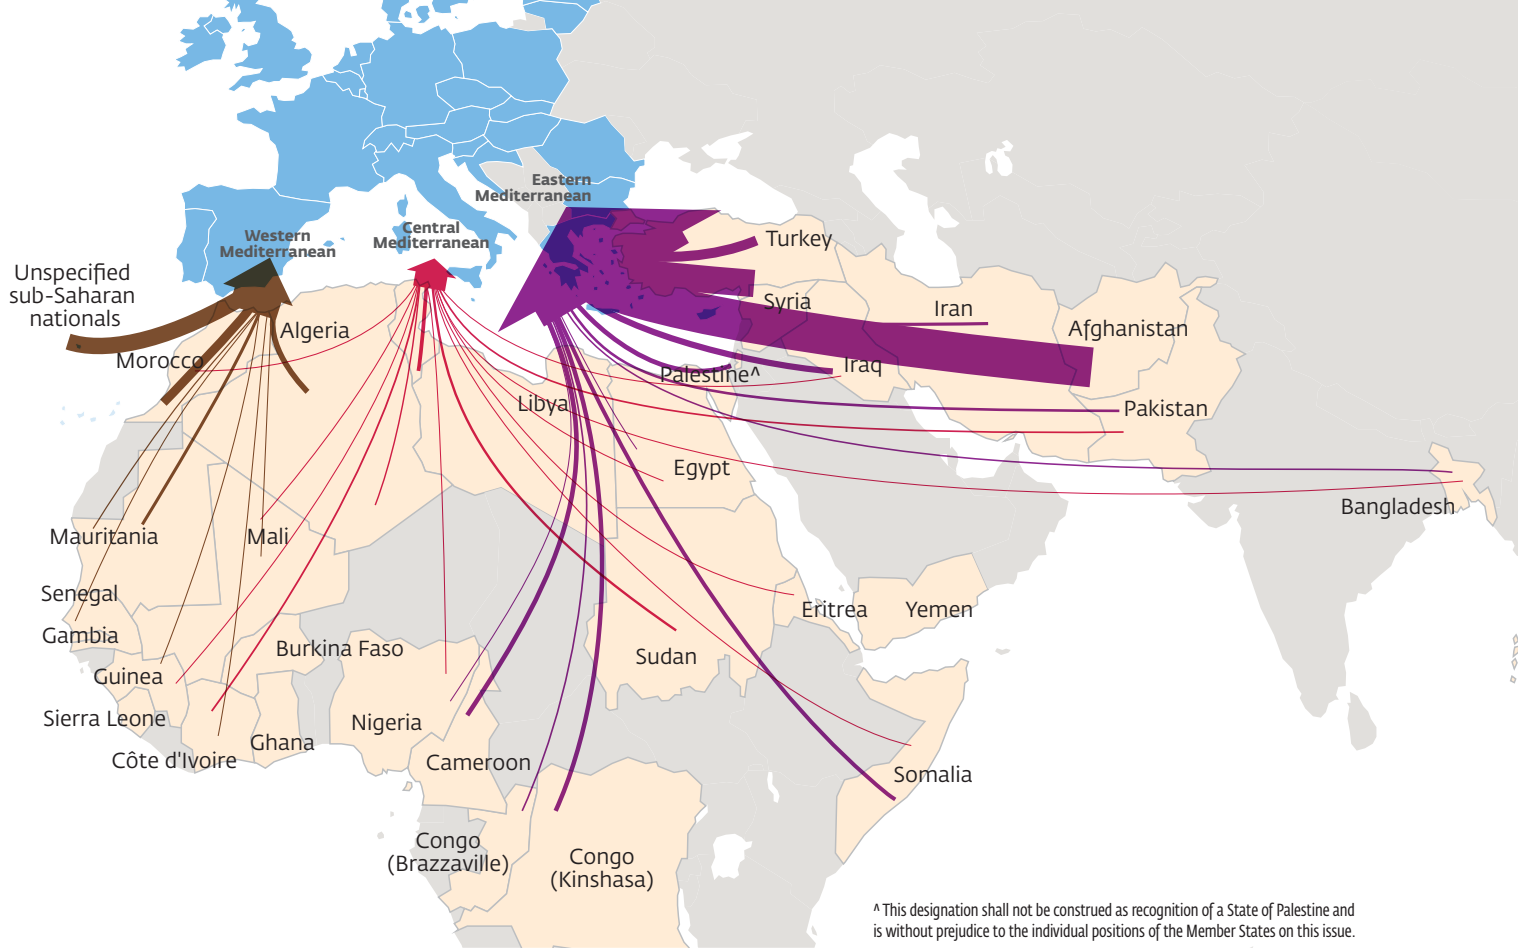 Eastern
Mediterranean
Central
Mediterranean
Western
Mediterranean
Turkey
Unspecified
sub-Saharan
nationals
Syria
Iran
Algeria
Afghanistan
Morocco
Palestine^
Iraq
Libya
Pakistan
Egypt
Bangladesh
Mauritania
Mali
Senegal
Eritrea
Yemen
Gambia
Burkina Faso
Sudan
Guinea
Sierra Leone
Nigeria
Ghana
Côte d'Ivoire
Cameroon
Somalia
Congo
(Brazzaville)
Congo
(Kinshasa)
^ This designation shall not be construed as recognition of a State of Palestine and
is without prejudice to the individual positions of the Member States on this issue.